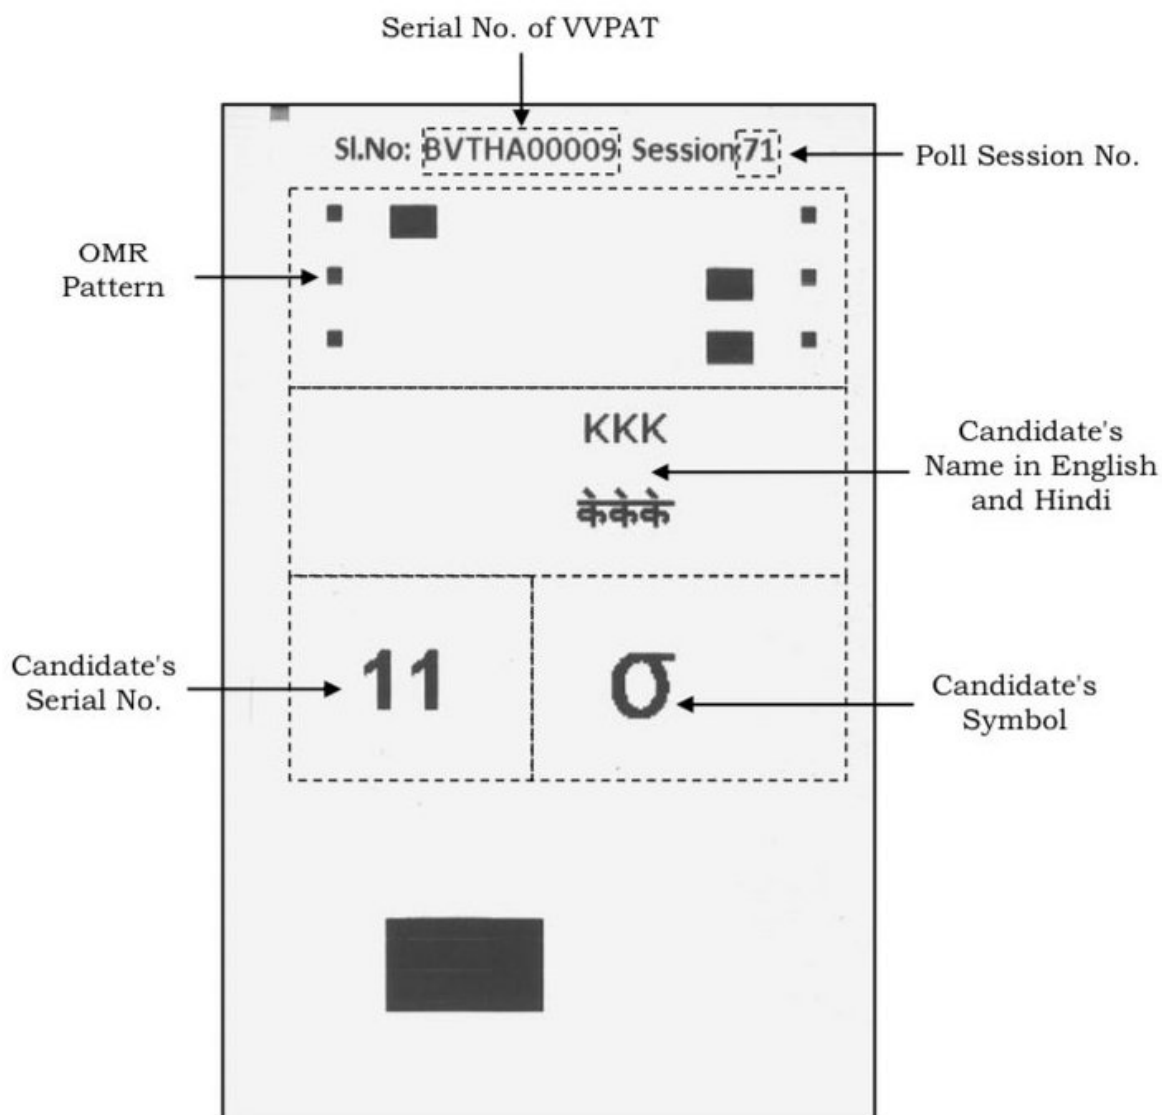 Serial No. of VVPAT
Sl.No: BVTHA00009 Session:71
Poll Session No.
OMR
Pattern
KKK
केकेके
Candidate's
Name in English
and Hindi
Candidate's
Serial No.
11
σ
Candidate's
Symbol